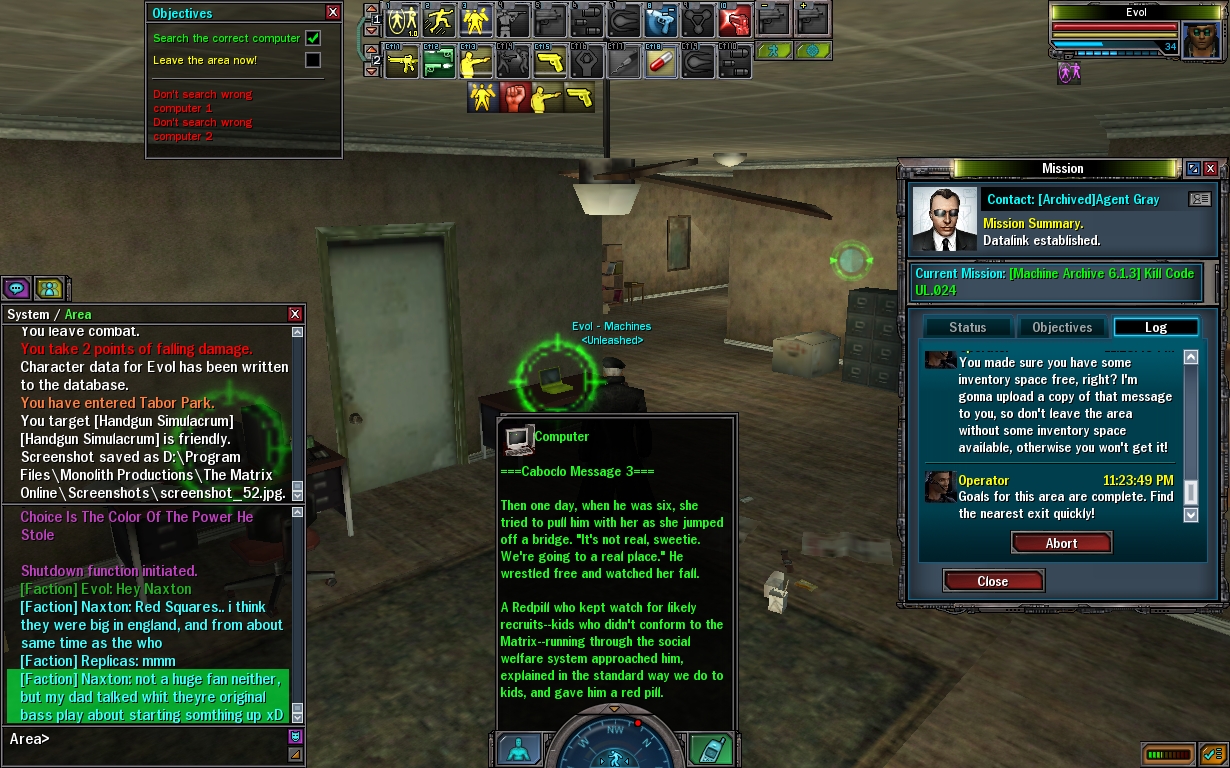 Objectives
Search the correct computer
Leave the area now!
Don't search wrong
computer 1
Don't search wrong
computer 2
1
2
1.0
Ctrl1
Ctrl2
Ctrl3
Ctrl4
Ctrl5
Ctrl6
Ctrl7
Ctrl8
Ctrl9
Evol
34
Mission
Contact: [Archived]Agent Gray
Mission Summary.
Datalink established.
Current Mission: [Machine Archive 6.1.3] Kill Code
UL.024
Status
Objectives
Log
You made sure you have some
inventory space free, right? I'm
gonna upload a copy of that message
to you, so don't leave the area
without some inventory space
available, otherwise you won't get it!
Operator 11:23:49 PM
Goals for this area are complete. Find
the nearest exit quickly!
Abort
Close
Evol - Machines
<Unleashed>
System / Area
You leave combat.
You take 2 points of falling damage.
Character data for Evol has been written
to the database.
You have entered Tabor Park.
You target [Handgun Simulacrum]
[Handgun Simulacrum] is friendly.
Screenshot saved as D:\Program
Files\Monolith Productions\The Matrix
Online\Screenshots\screenshot_52.jpg.
Choice Is The Color Of The Power He
Stole
Shutdown function initiated.
[Faction] Evol: Hey Naxton
[Faction] Naxton: Red Squares.. i think
they were big in england, and from about
same time as the who
[Faction] Replicas: mmm
[Faction] Naxton: not a huge fan neither,
but my dad talked whit theyre original
bass play about starting somthing up xD
Area>
Computer
===Caboclo Message 3===
Then one day, when he was six, she
tried to pull him with her as she jumped
off a bridge. "It's not real, sweetie.
We're going to a real place." He
wrestled free and watched her fall.
A Redpill who kept watch for likely
recruits--kids who didn't conform to the
Matrix--running through the social
welfare system approached him,
explained in the standard way we do to
kids, and gave him a red pill.
W
NW
N